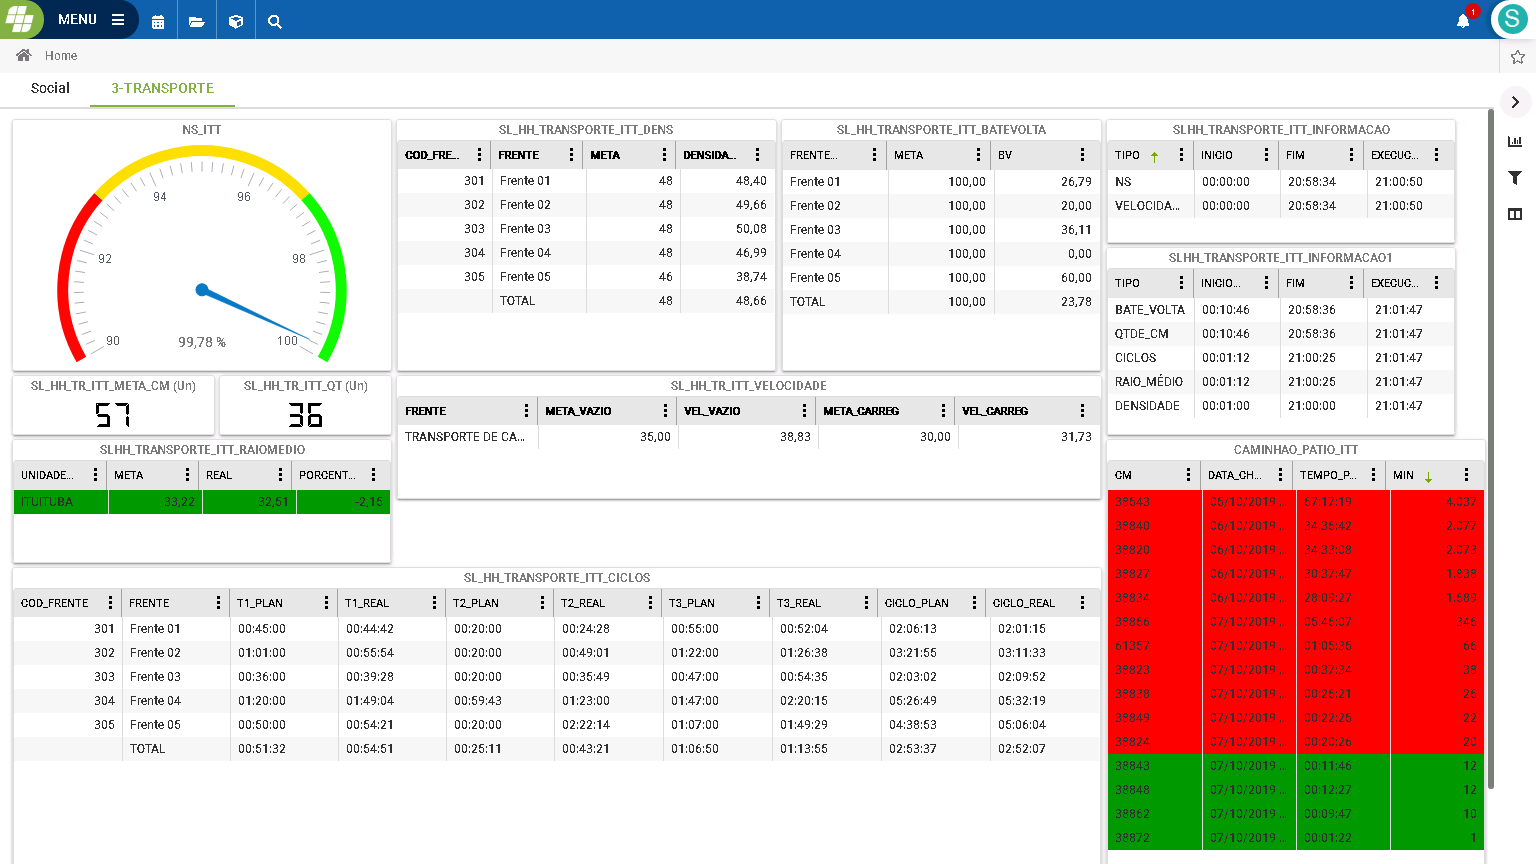 MENU
1
S
Home
Social
3-TRANSPORTE
NS_ITT
90
92
94
96
98
100
99,78 %
SL_HH_TRANSPORTE_ITT_DENS
COD_FRE... FRENTE META DENSIDA...
301 Frente 01 48 48,40
302 Frente 02 48 49,66
303 Frente 03 48 50,08
304 Frente 04 48 46,99
305 Frente 05 46 38,74
TOTAL 48 48,66
SL_HH_TRANSPORTE_ITT_BATEVOLTA
FRENTE... META BV
Frente 01 100,00 26,79
Frente 02 100,00 20,00
Frente 03 100,00 36,11
Frente 04 100,00 0,00
Frente 05 100,00 60,00
TOTAL 100,00 23,78
SLHH_TRANSPORTE_ITT_INFORMACAO
TIPO INICIO FIM EXECUC...
NS 00:00:00 20:58:34 21:00:50
VELOCIDA... 00:00:00 20:58:34 21:00:50
SLHH_TRANSPORTE_ITT_INFORMACAO1
TIPO INICIO... FIM EXECUC...
BATE_VOLTA 00:10:46 20:58:36 21:01:47
QTDE_CM 00:10:46 20:58:36 21:01:47
CICLOS 00:01:12 21:00:25 21:01:47
RAIO_MÉDIO 00:01:12 21:00:25 21:01:47
DENSIDADE 00:01:00 21:00:00 21:01:47
SL_HH_TR_ITT_META_CM (Un)
57
SL_HH_TR_ITT_QT (Un)
36
SL_HH_TR_ITT_VELOCIDADE
FRENTE META_VAZIO VEL_VAZIO META_CARREG VEL_CARREG
TRANSPORTE DE CA... 35,00 38,83 30,00 31,73
SLHH_TRANSPORTE_ITT_RAIOMEDIO
UNIDADE... META REAL PORCENT...
ITUITUBA 33,22 32,51 -2,15
CAMINHAO_PATIO_ITT
CM DATA_CH... TEMPO_P... MIN
38543 05/10/2019 ... 67:17:19 4.037
38840 06/10/2019 ... 34:36:42 2.077
38820 06/10/2019 ... 34:33:08 2.073
38827 06/10/2019 ... 30:37:47 1.838
38834 06/10/2019 ... 28:09:27 1.689
38866 07/10/2019 ... 05:46:07 346
61357 07/10/2019 ... 01:05:35 65
38823 07/10/2019 ... 00:37:34 38
38838 07/10/2019 ... 00:26:21 26
38849 07/10/2019 ... 00:22:25 22
38824 07/10/2019 ... 00:20:26 20
38843 07/10/2019 ... 00:11:46 12
38848 07/10/2019 ... 00:12:27 12
38862 07/10/2019 ... 00:09:47 10
38872 07/10/2019 ... 00:01:22 1
SL_HH_TRANSPORTE_ITT_CICLOS
COD_FRENTE FRENTE T1_PLAN T1_REAL T2_PLAN T2_REAL T3_PLAN T3_REAL CICLO_PLAN CICLO_REAL
301 Frente 01 00:45:00 00:44:42 00:20:00 00:24:28 00:55:00 00:52:04 02:06:13 02:01:15
302 Frente 02 01:01:00 00:55:54 00:20:00 00:49:01 01:22:00 01:26:38 03:21:55 03:11:33
303 Frente 03 00:36:00 00:39:28 00:20:00 00:35:49 00:47:00 00:54:35 02:03:02 02:09:52
304 Frente 04 01:20:00 01:49:04 00:59:43 01:23:00 01:47:00 02:20:15 05:26:49 05:32:19
305 Frente 05 00:50:00 00:54:21 00:20:00 02:22:14 01:07:00 01:49:29 04:38:53 05:06:04
TOTAL 00:51:32 00:54:51 00:25:11 00:43:21 01:06:50 01:13:55 02:53:37 02:52:07